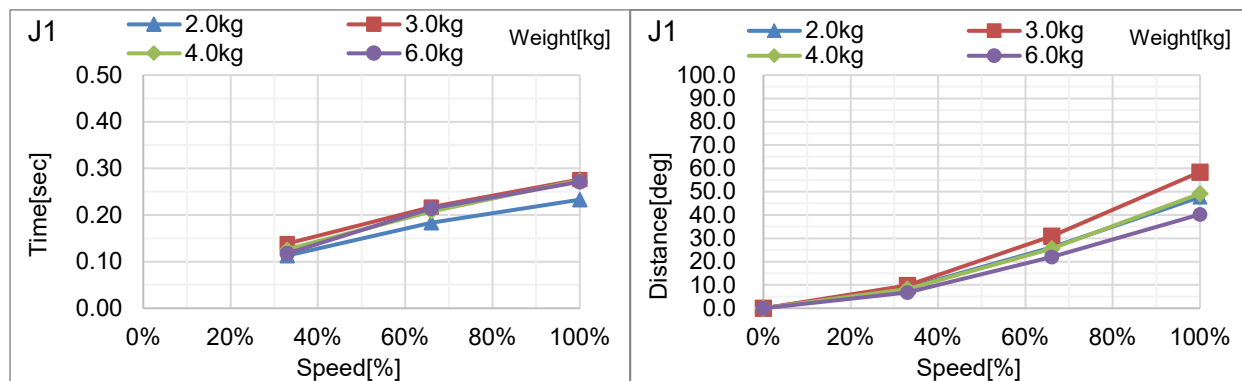 J1
2.0kg 3.0kg
4.0kg 6.0kg
Weight[kg]
Time[sec]
0.50
0.40
0.30
0.20
0.10
0.00
0% 20% 40% 60% 80% 100%
Speed[%]
J1
2.0kg 3.0kg
4.0kg 6.0kg
Weight[kg]
Distance[deg]
100.0
90.0
80.0
70.0
60.0
50.0
40.0
30.0
20.0
10.0
0.0
0% 20% 40% 60% 80% 100%
Speed[%]